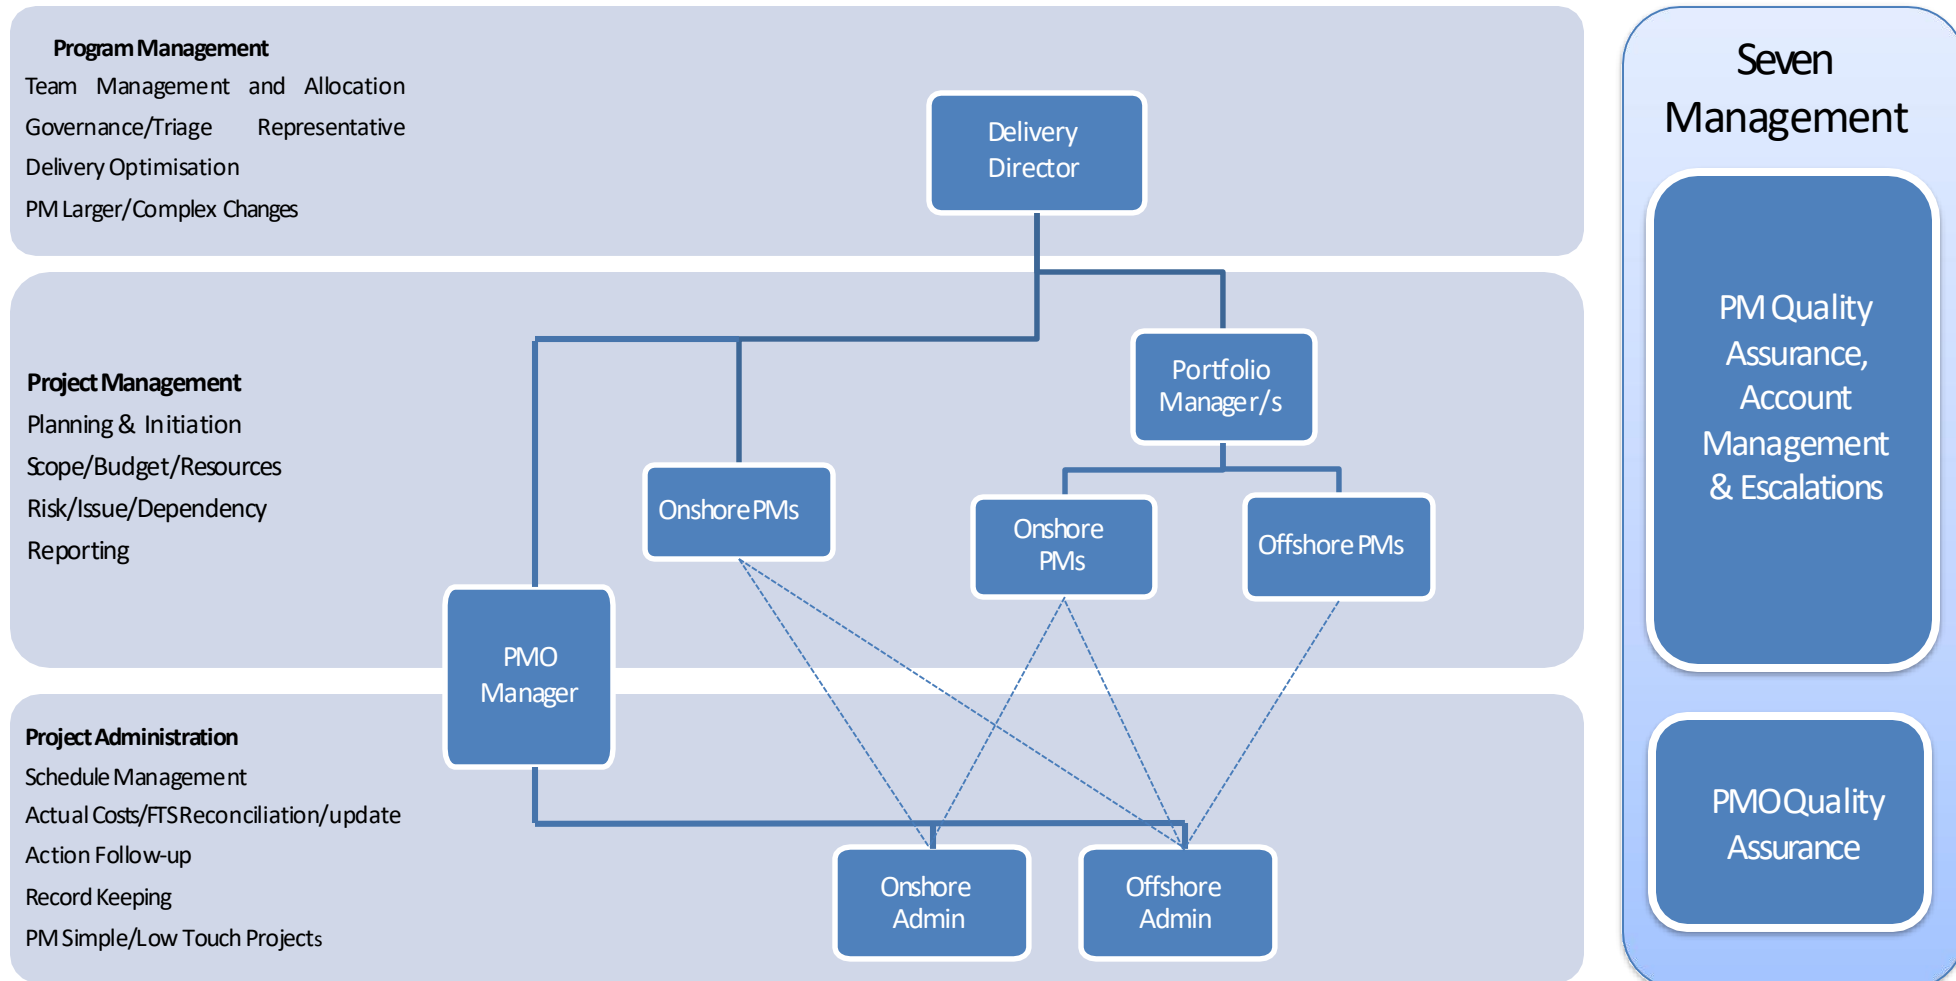 Program Management
Team Management and Allocation
Governance/Triage Representative
Delivery Optimisation
PM Larger/Complex Changes
Delivery
Director
Project Management
Planning & Initiation
Scope/Budget/Resources
Risk/Issue/Dependency
Reporting
Portfolio
Manager/s
Onshore PMs
Onshore
PMs
Offshore PMs
PMO
Manager
Project Administration
Schedule Management
Actual Costs/FTS Reconciliation/update
Action Follow-up
Record Keeping
PM Simple/Low Touch Projects
Onshore
Admin
Offshore
Admin
Seven
Management
PM Quality
Assurance,
Account
Management
& Escalations
PMO Quality
Assurance